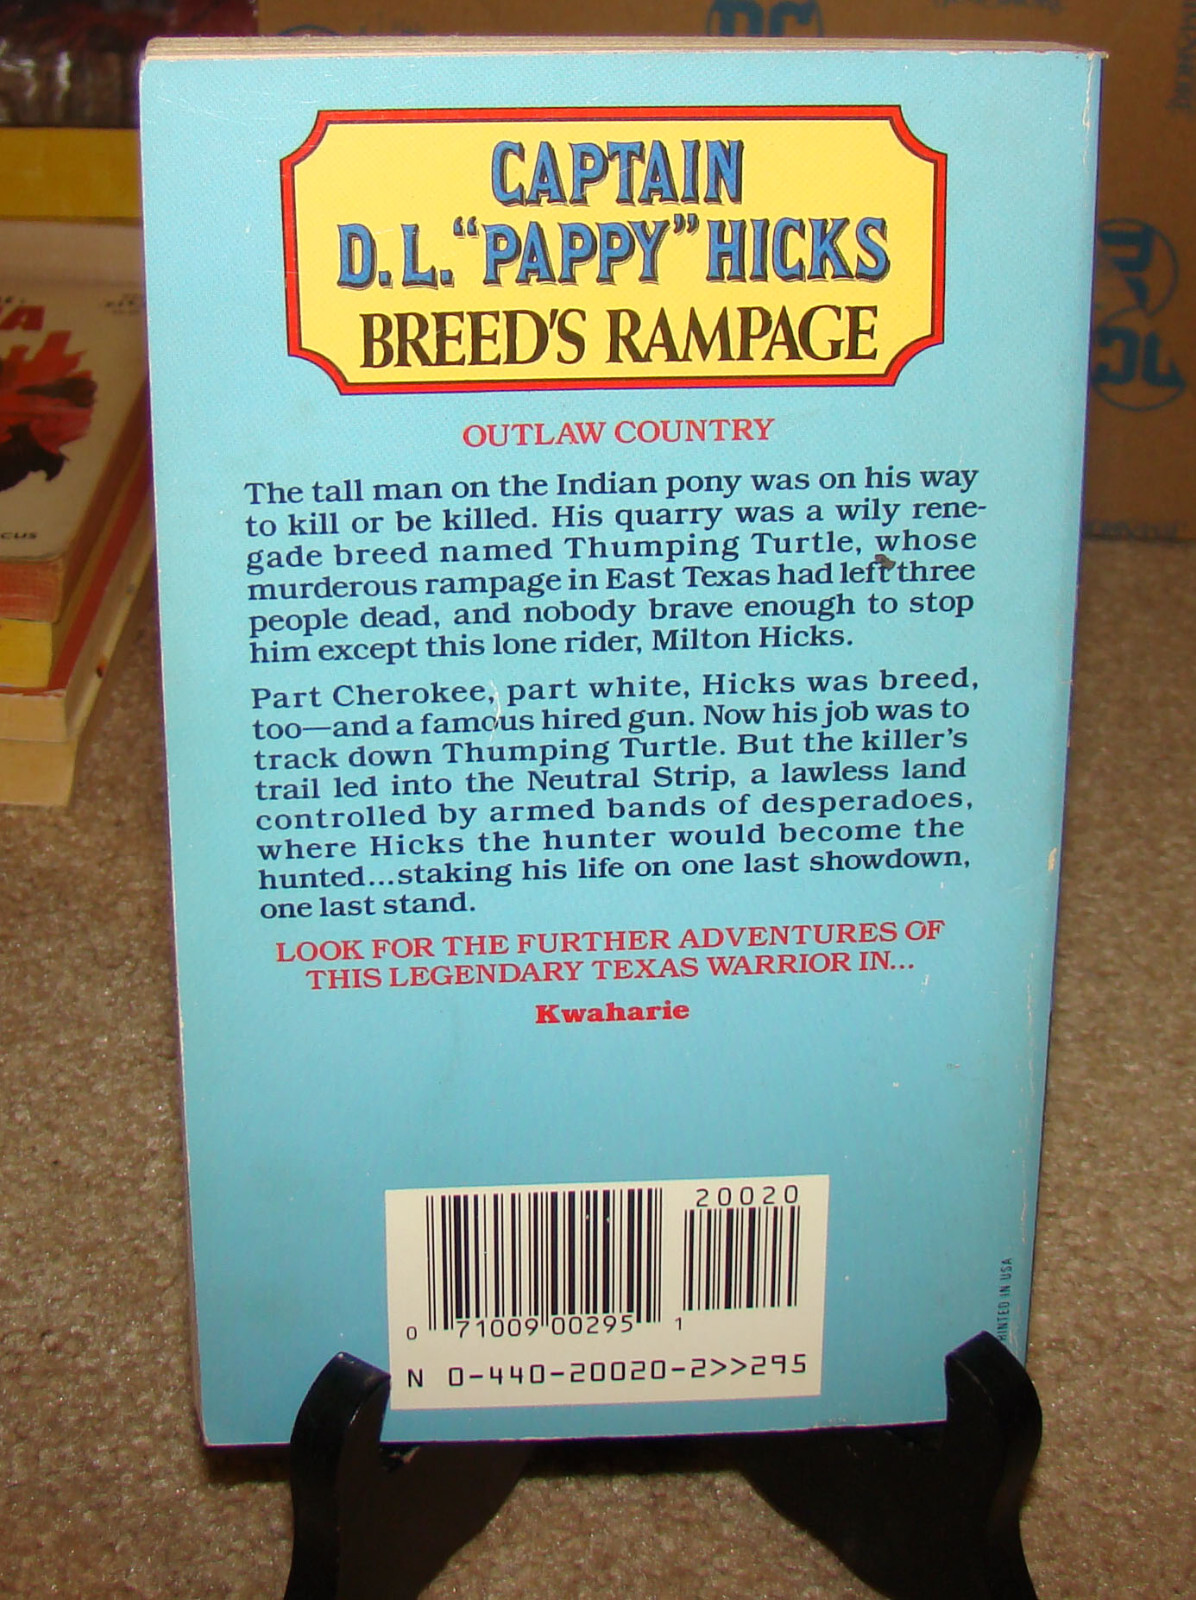 CAPTAIN
D.L. “PAPPY” HICKS
BREED'S RAMPAGE
OUTLAW COUNTRY
The tall man on the Indian pony was on his way
to kill or be killed. His quarry was a wily rene-
gade breed named Thumping Turtle, whose
murderous rampage in East Texas had left three
people dead, and nobody brave enough to stop
him except this lone rider, Milton Hicks.
Part Cherokee, part white, Hicks was breed,
too—and a famous hired gun. Now his job was to
track down Thumping Turtle. But the killer's
trail led into the Neutral Strip, a lawless land
controlled by armed bands of desperadoes,
where Hicks the hunter would become the
hunted...staking his life on one last showdown,
one last stand.
LOOK FOR THE FURTHER ADVENTURES OF
THIS LEGENDARY TEXAS WARRIOR IN...
Kwaharie
20020
0 71009 00295 1
N 0-440-20020-2>>295
IN USA
DC